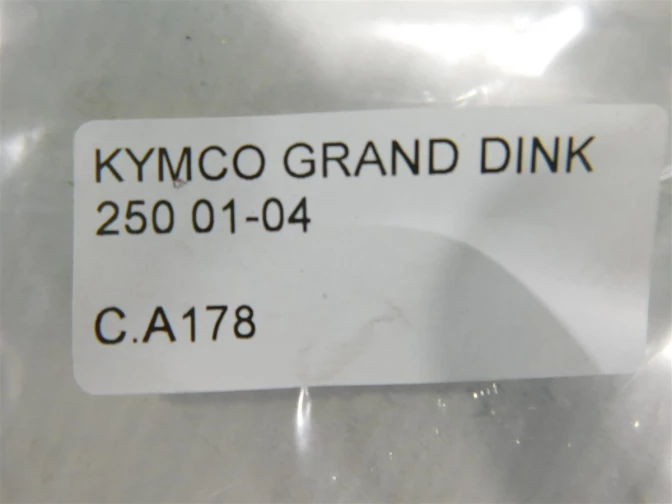 KYMCO GRAND DINK
250 01-04
C.A178